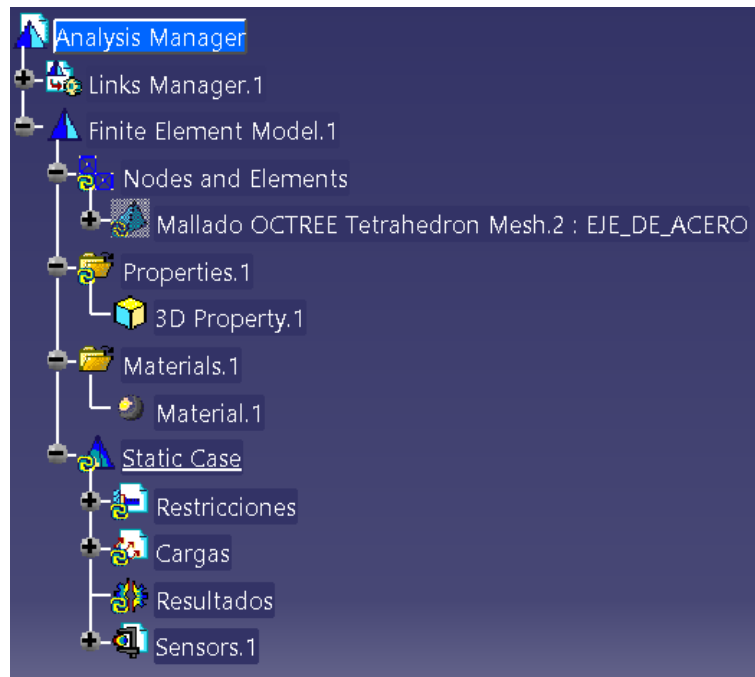 Analysis Manager
Links Manager.1
Finite Element Model.1
Nodes and Elements
Mallado OCTREE Tetrahedron Mesh.2 : EJE_DE_ACERO
Properties.1
3D Property.1
Materials.1
Material.1
Static Case
Restricciones
Cargas
Resultados
Sensors.1